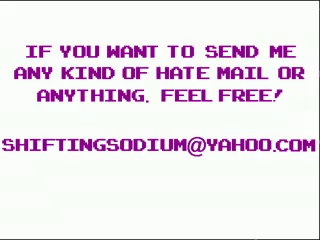 IF YOU WANT TO SEND ME
ANY KIND OF HATE MAIL OR
ANYTHING, FEEL FREE!
SHIFTINGSODIUM@YAHOO.COM